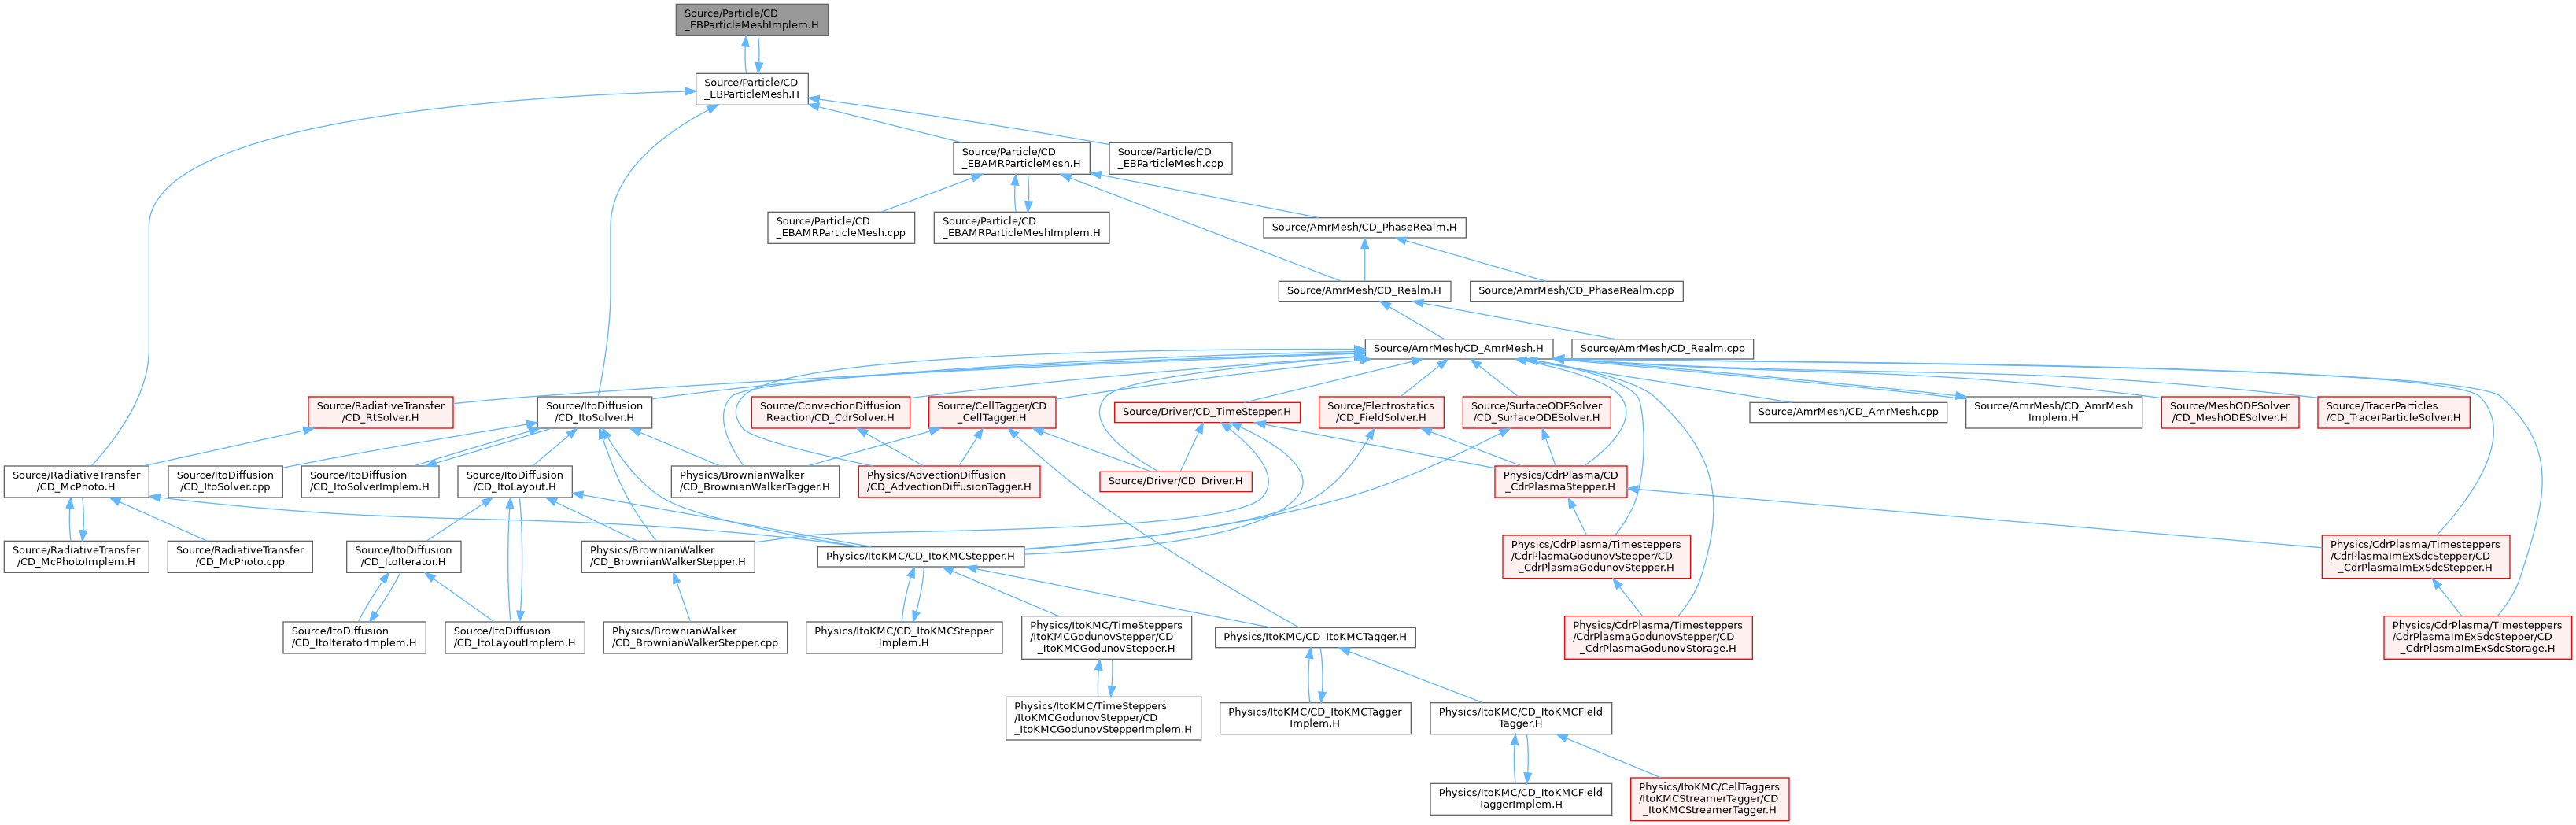 Source/Particle/CD
_EBParticleMeshImplem.H
Source/Particle/CD
_EBParticleMesh.H
Source/Particle/CD
_EBAMRParticleMesh.H
Source/Particle/CD
_EBParticleMesh.cpp
Source/Particle/CD
_EBAMRParticleMesh.cpp
Source/Particle/CD
_EBAMRParticleMeshImplem.H
Source/AmrMesh/CD_PhaseRealm.H
Source/AmrMesh/CD_Realm.H
Source/AmrMesh/CD_PhaseRealm.cpp
Source/AmrMesh/CD_AmrMesh.H
Source/AmrMesh/CD_Realm.cpp
Source/RadiativeTransfer
/CD_RtSolver.H
Source/ItoDiffusion
/CD_ItoSolver.H
Source/ConvectionDiffusion
Reaction/CD_CdrSolver.H
Source/CellTagger/CD
_CellTagger.H
Source/Driver/CD_TimeStepper.H
Source/Electrostatics
/CD_FieldSolver.H
Source/SurfaceODESolver
/CD_SurfaceODESolver.H
Source/AmrMesh/CD_AmrMesh.cpp
Source/AmrMesh/CD_AmrMesh
Implem.H
Source/MeshODESolver
/CD_MeshODESolver.H
Source/TracerParticles
/CD_TracerParticleSolver.H
Source/RadiativeTransfer
/CD_McPhoto.H
Source/ItoDiffusion
/CD_ItoSolver.cpp
Source/ItoDiffusion
/CD_ItoSolverImplem.H
Source/ItoDiffusion
/CD_ItoLayout.H
Physics/BrownianWalker
/CD_BrownianWalkerTagger.H
Physics/AdvectionDiffusion
/CD_AdvectionDiffusionTagger.H
Source/Driver/CD_Driver.H
Physics/CdrPlasma/CD
_CdrPlasmaStepper.H
Source/RadiativeTransfer
/CD_McPhotoImplem.H
Source/RadiativeTransfer
/CD_McPhoto.cpp
Source/ItoDiffusion
/CD_ItoIterator.H
Physics/BrownianWalker
/CD_BrownianWalkerStepper.H
Physics/ItoKMC/CD_ItoKMCStepper.H
Physics/CdrPlasma/Timesteppers
/CdrPlasmaGodunovStepper/CD
_CdrPlasmaGodunovStepper.H
Physics/CdrPlasma/Timesteppers
/CdrPlasmaImExSdcStepper/CD
_CdrPlasmaImExSdcStepper.H
Source/ItoDiffusion
/CD_ItoIteratorImplem.H
Source/ItoDiffusion
/CD_ItoLayoutImplem.H
Physics/BrownianWalker
/CD_BrownianWalkerStepper.cpp
Physics/ItoKMC/CD_ItoKMCStepper
Implem.H
Physics/ItoKMC/TimeSteppers
/ItoKMCGodunovStepper/CD
_ItoKMCGodunovStepper.H
Physics/ItoKMC/CD_ItoKMCTagger.H
Physics/CdrPlasma/Timesteppers
/CdrPlasmaGodunovStepper/CD
_CdrPlasmaGodunovStorage.H
Physics/CdrPlasma/Timesteppers
/CdrPlasmaImExSdcStepper/CD
_CdrPlasmaImExSdcStorage.H
Physics/ItoKMC/TimeSteppers
/ItoKMCGodunovStepper/CD
_ItoKMCGodunovStepperImplem.H
Physics/ItoKMC/CD_ItoKMCTagger
Implem.H
Physics/ItoKMC/CD_ItoKMCField
Tagger.H
Physics/ItoKMC/CD_ItoKMCField
TaggerImplem.H
Physics/ItoKMC/CellTaggers
/ItoKMCStreamerTagger/CD
_ItoKMCStreamerTagger.H